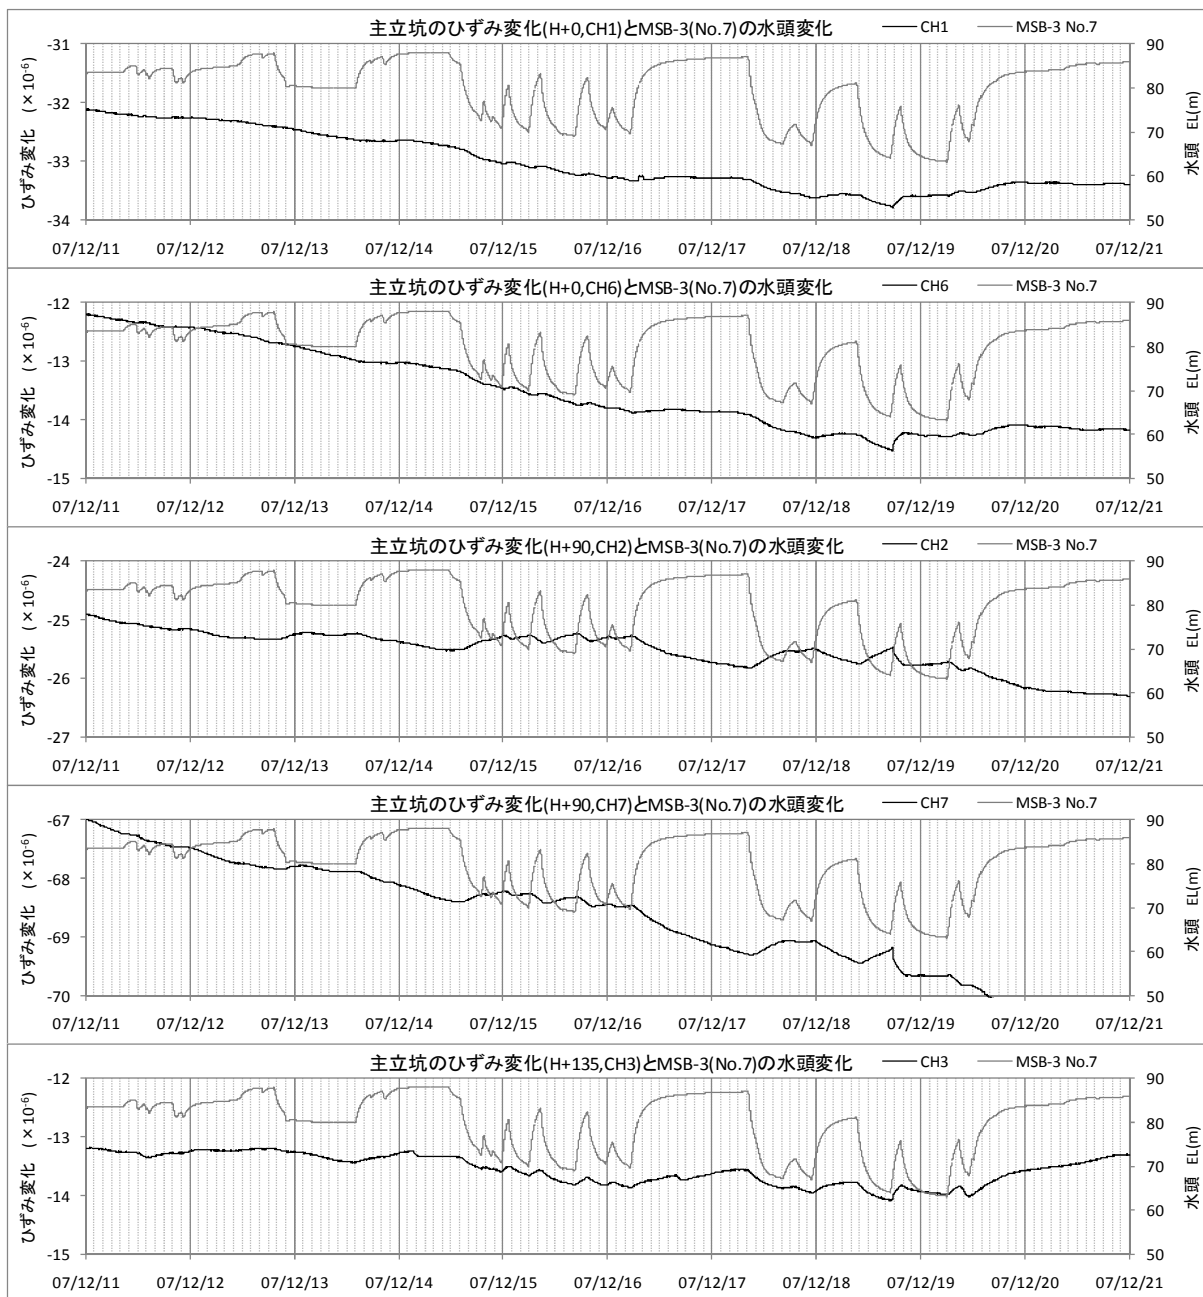 主立坑のひずみ変化(H+0,CH1)とMSB-3(No.7)の水頭変化
CH1
MSB-3 No.7
ひずみ変化 (×10⁻⁶)
-31
-32
-33
-34
90
80
70
60
50
水頭 EL(m)
07/12/11 07/12/12 07/12/13 07/12/14 07/12/15 07/12/16 07/12/17 07/12/18 07/12/19 07/12/20 07/12/21
主立坑のひずみ変化(H+0,CH6)とMSB-3(No.7)の水頭変化
CH6
MSB-3 No.7
ひずみ変化 (×10⁻⁶)
-12
-13
-14
-15
90
80
70
60
50
水頭 EL(m)
07/12/11 07/12/12 07/12/13 07/12/14 07/12/15 07/12/16 07/12/17 07/12/18 07/12/19 07/12/20 07/12/21
主立坑のひずみ変化(H+90,CH2)とMSB-3(No.7)の水頭変化
CH2
MSB-3 No.7
ひずみ変化 (×10⁻⁶)
-24
-25
-26
-27
90
80
70
60
50
水頭 EL(m)
07/12/11 07/12/12 07/12/13 07/12/14 07/12/15 07/12/16 07/12/17 07/12/18 07/12/19 07/12/20 07/12/21
主立坑のひずみ変化(H+90,CH7)とMSB-3(No.7)の水頭変化
CH7
MSB-3 No.7
ひずみ変化 (×10⁻⁶)
-67
-68
-69
-70
90
80
70
60
50
水頭 EL(m)
07/12/11 07/12/12 07/12/13 07/12/14 07/12/15 07/12/16 07/12/17 07/12/18 07/12/19 07/12/20 07/12/21
主立坑のひずみ変化(H+135,CH3)とMSB-3(No.7)の水頭変化
CH3
MSB-3 No.7
ひずみ変化 (×10⁻⁶)
-12
-13
-14
-15
90
80
70
60
50
水頭 EL(m)
07/12/11 07/12/12 07/12/13 07/12/14 07/12/15 07/12/16 07/12/17 07/12/18 07/12/19 07/12/20 07/12/21